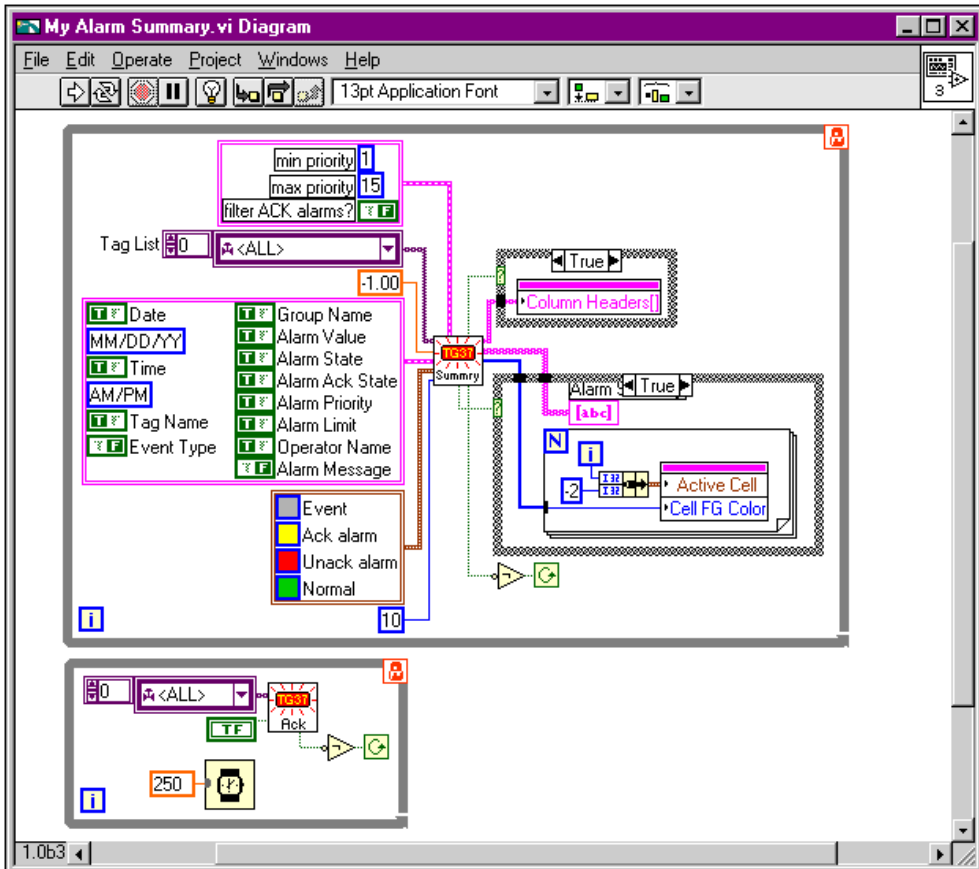 My Alarm Summary.vi Diagram
File Edit Operate Project Windows Help
13pt Application Font
3
min priority 1
max priority 15
filter ACK alarms? F
Tag List 0 <ALL>
-1.00
True
Column Headers[]
T Date
MM/DD/YY
T Time
AM/PM
T Tag Name
F Event Type
T Group Name
T Alarm Value
T Alarm State
T Alarm Ack State
T Alarm Priority
T Alarm Limit
T Operator Name
F Alarm Message
TG37
Summry
?
?
Alarm S
True
[abc]
N
i
-2
I32
I32
Active Cell
Cell FG Color
Event
Ack alarm
Unack alarm
Normal
10
i
0 <ALL>
TG37
Ack
TF
250
i
1.0b3